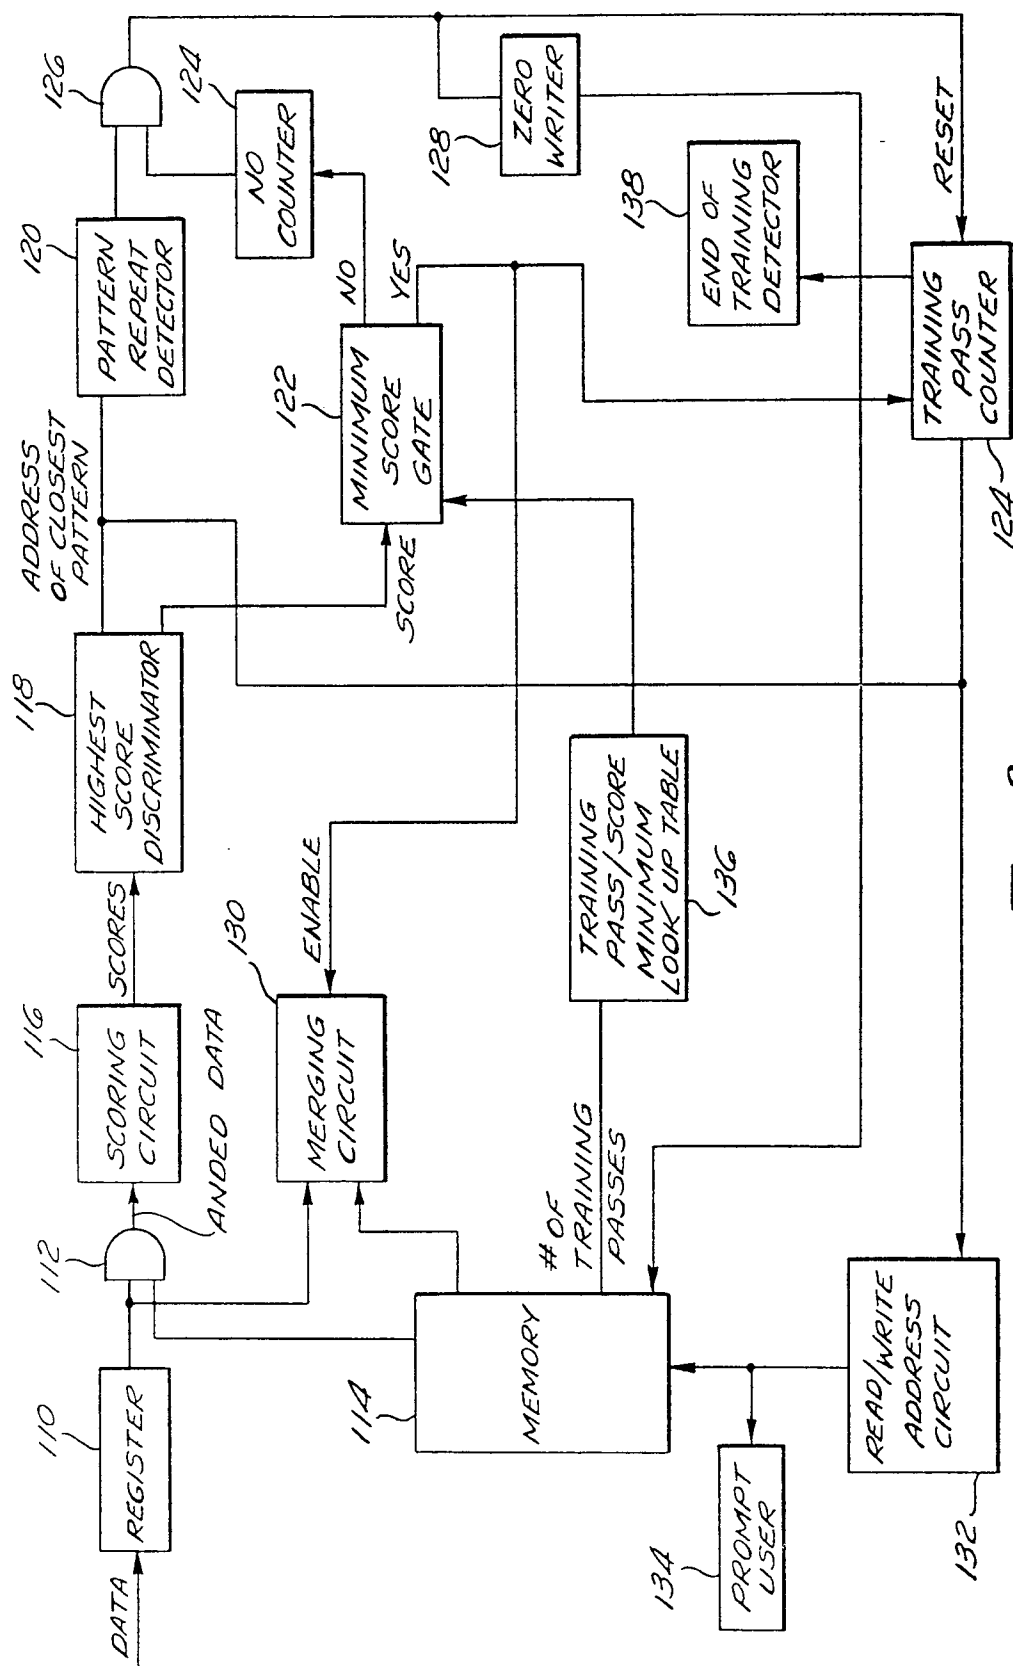 DATA
110
REGISTER
112
ANDED DATA
116
SCORING
CIRCUIT
SCORES
118
HIGHEST
SCORE
DISCRIMINATOR
ADDRESS
OF CLOSEST
PATTERN
120
PATTERN
REPEAT
DETECTOR
126
124
NO
COUNTER
NO
YES
122
MINIMUM
SCORE
GATE
SCORE
130
ENABLE
MERGING
CIRCUIT
114
MEMORY
# OF
TRAINING
PASSES
TRAINING
PASS/SCORE
MINIMUM
LOOK UP TABLE
136
128
ZERO
WRITER
138
END OF
TRAINING
DETECTOR
RESET
TRAINING
PASS
COUNTER
124
134
PROMPT
USER
READ/WRITE
ADDRESS
CIRCUIT
132